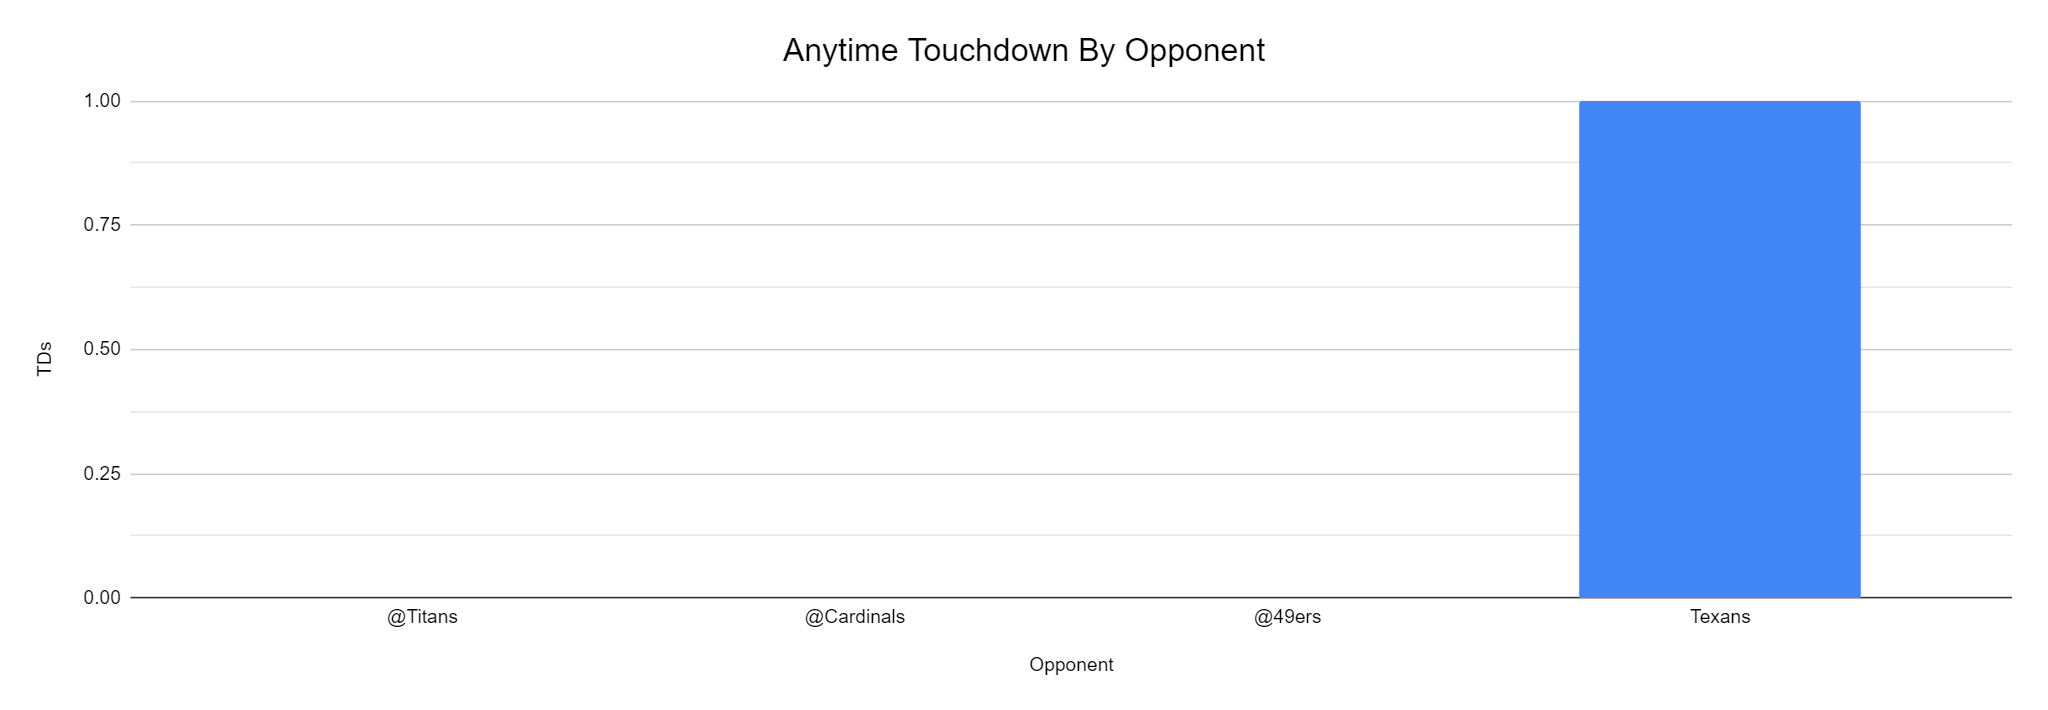 Anytime Touchdown By Opponent
1.00
0.75
0.50
0.25
0.00
TDs
@Titans @Cardinals @49ers Texans
Opponent